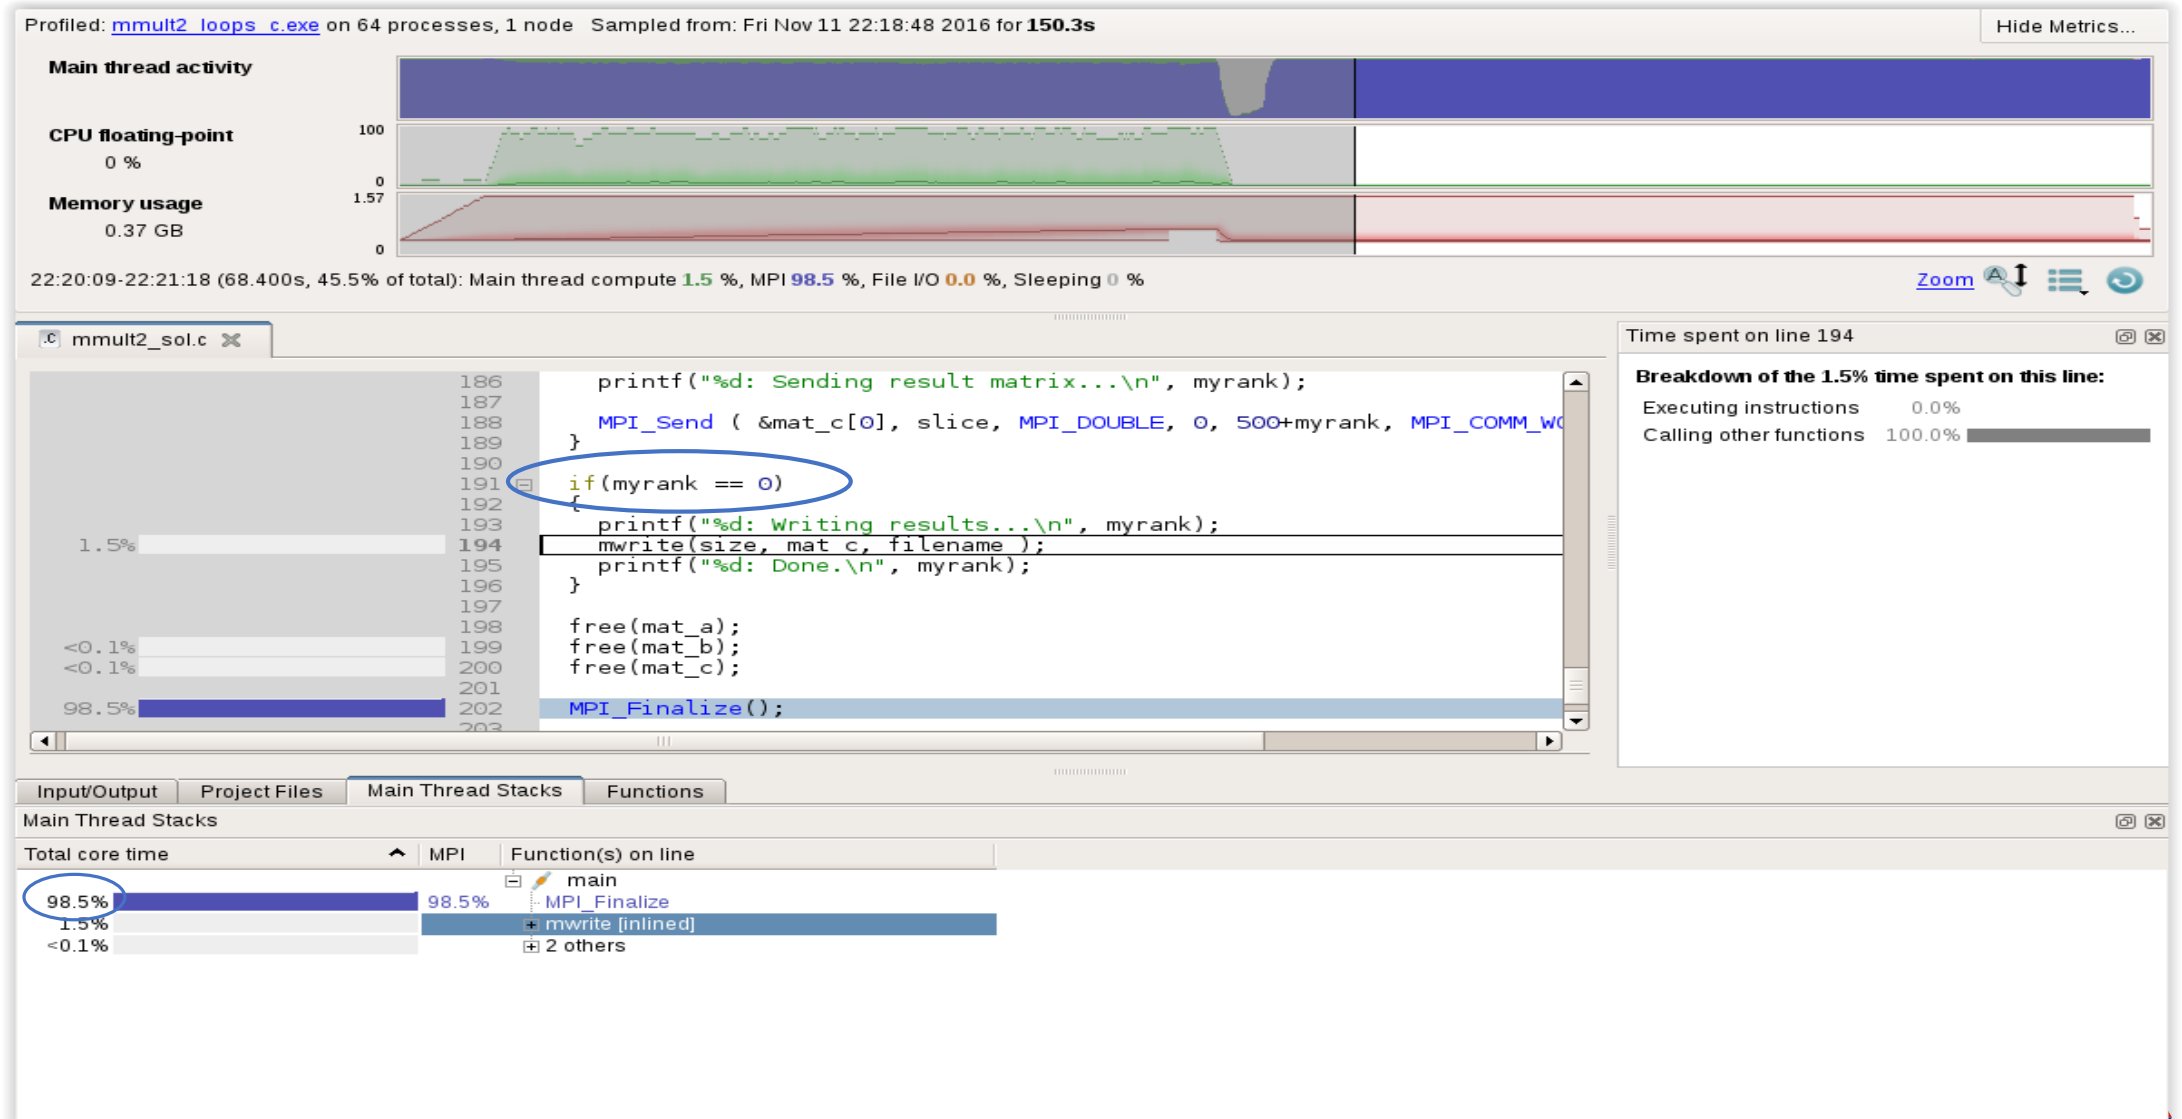 Profiled: mmult2_loops_c.exe on 64 processes, 1 node Sampled from: Fri Nov 11 22:18:48 2016 for 150.3s
Hide Metrics...
Main thread activity
CPU floating-point
0 %
100
0
Memory usage
0.37 GB
1.57
0
22:20:09-22:21:18 (68.400s, 45.5% of total): Main thread compute 1.5 %, MPI 98.5 %, File I/O 0.0 %, Sleeping 0 %
Zoom
.C mmult2_sol.c
186 printf("%d: Sending result matrix...\n", myrank);
187
188 MPI_Send ( &mat_c[0], slice, MPI_DOUBLE, 0, 500+myrank, MPI_COMM_WO
189 }
190
191 if(myrank == 0)
192 {
193 printf("%d: Writing results...\n", myrank);
1.5% 194 mwrite(size, mat_c, filename );
195 printf("%d: Done.\n", myrank);
196 }
197
198 free(mat_a);
<0.1% 199 free(mat_b);
<0.1% 200 free(mat_c);
201
98.5% 202 MPI_Finalize();
203
Time spent on line 194
Breakdown of the 1.5% time spent on this line:
Executing instructions 0.0%
Calling other functions 100.0%
Input/Output Project Files Main Thread Stacks Functions
Main Thread Stacks
Total core time MPI Function(s) on line
main
98.5% 98.5% MPI_Finalize
1.5% mwrite [inlined]
<0.1% 2 others